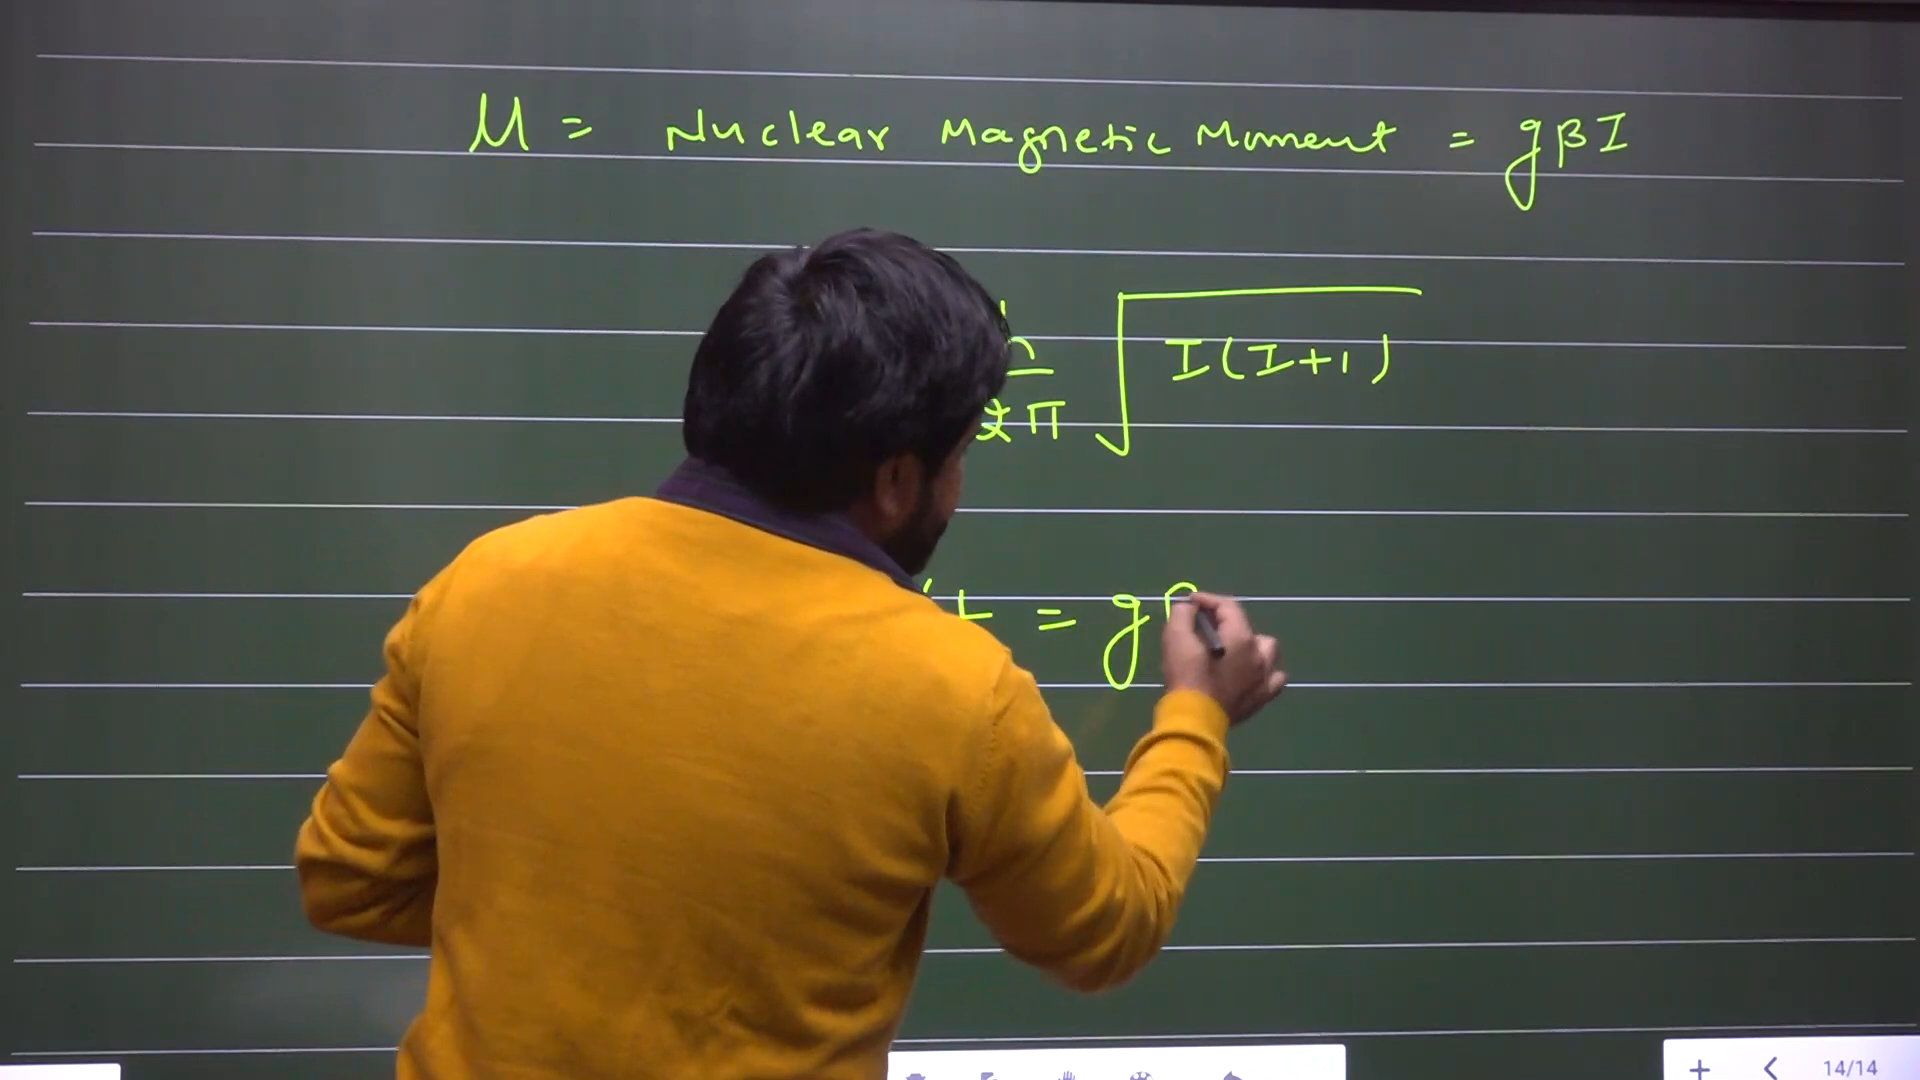 μ = Nuclear Magnetic Moment = gβI
h/2π √I(I+1)
= g
14/14